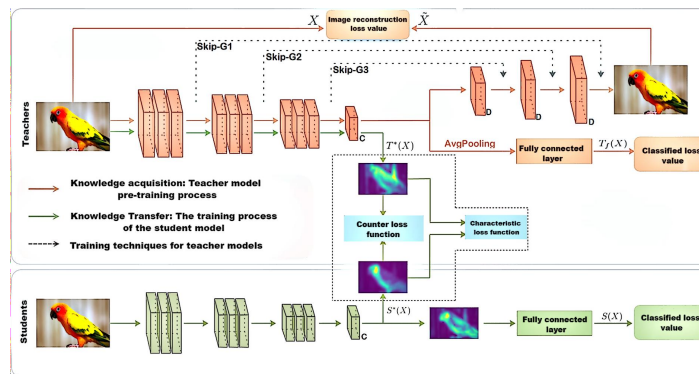 X
Image reconstruction
loss value
X̃
Skip-G1
Skip-G2
Skip-G3
Teachers
C
D
D
D
T*(X)
AvgPooling
Fully connected
layer
T_f(X)
Classified loss
value
Knowledge acquisition: Teacher model
pre-training process
Knowledge Transfer: The training process
of the student model
Training techniques for teacher models
Counter loss
function
Characteristic
loss function
Students
C
S*(X)
Fully connected
layer
S(X)
Classified loss
value